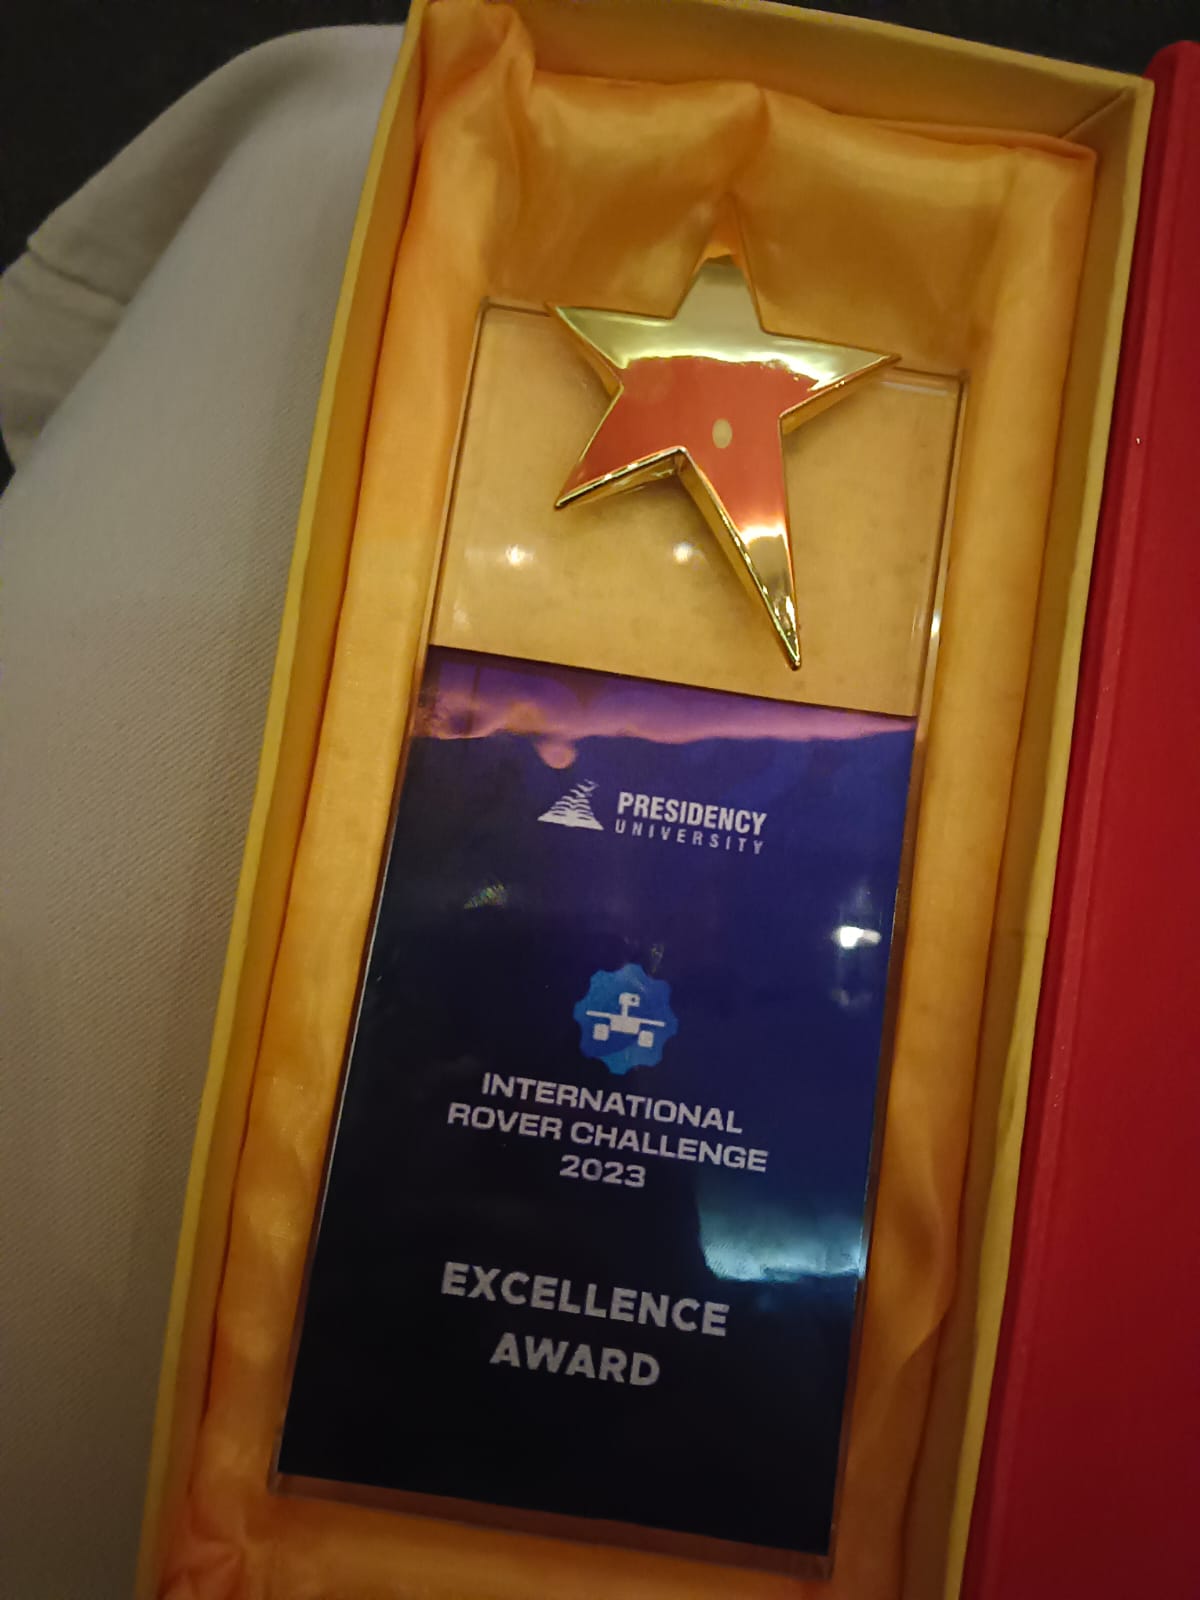 PRESIDENCY
UNIVERSITY
INTERNATIONAL
ROVER CHALLENGE
2023
EXCELLENCE
AWARD